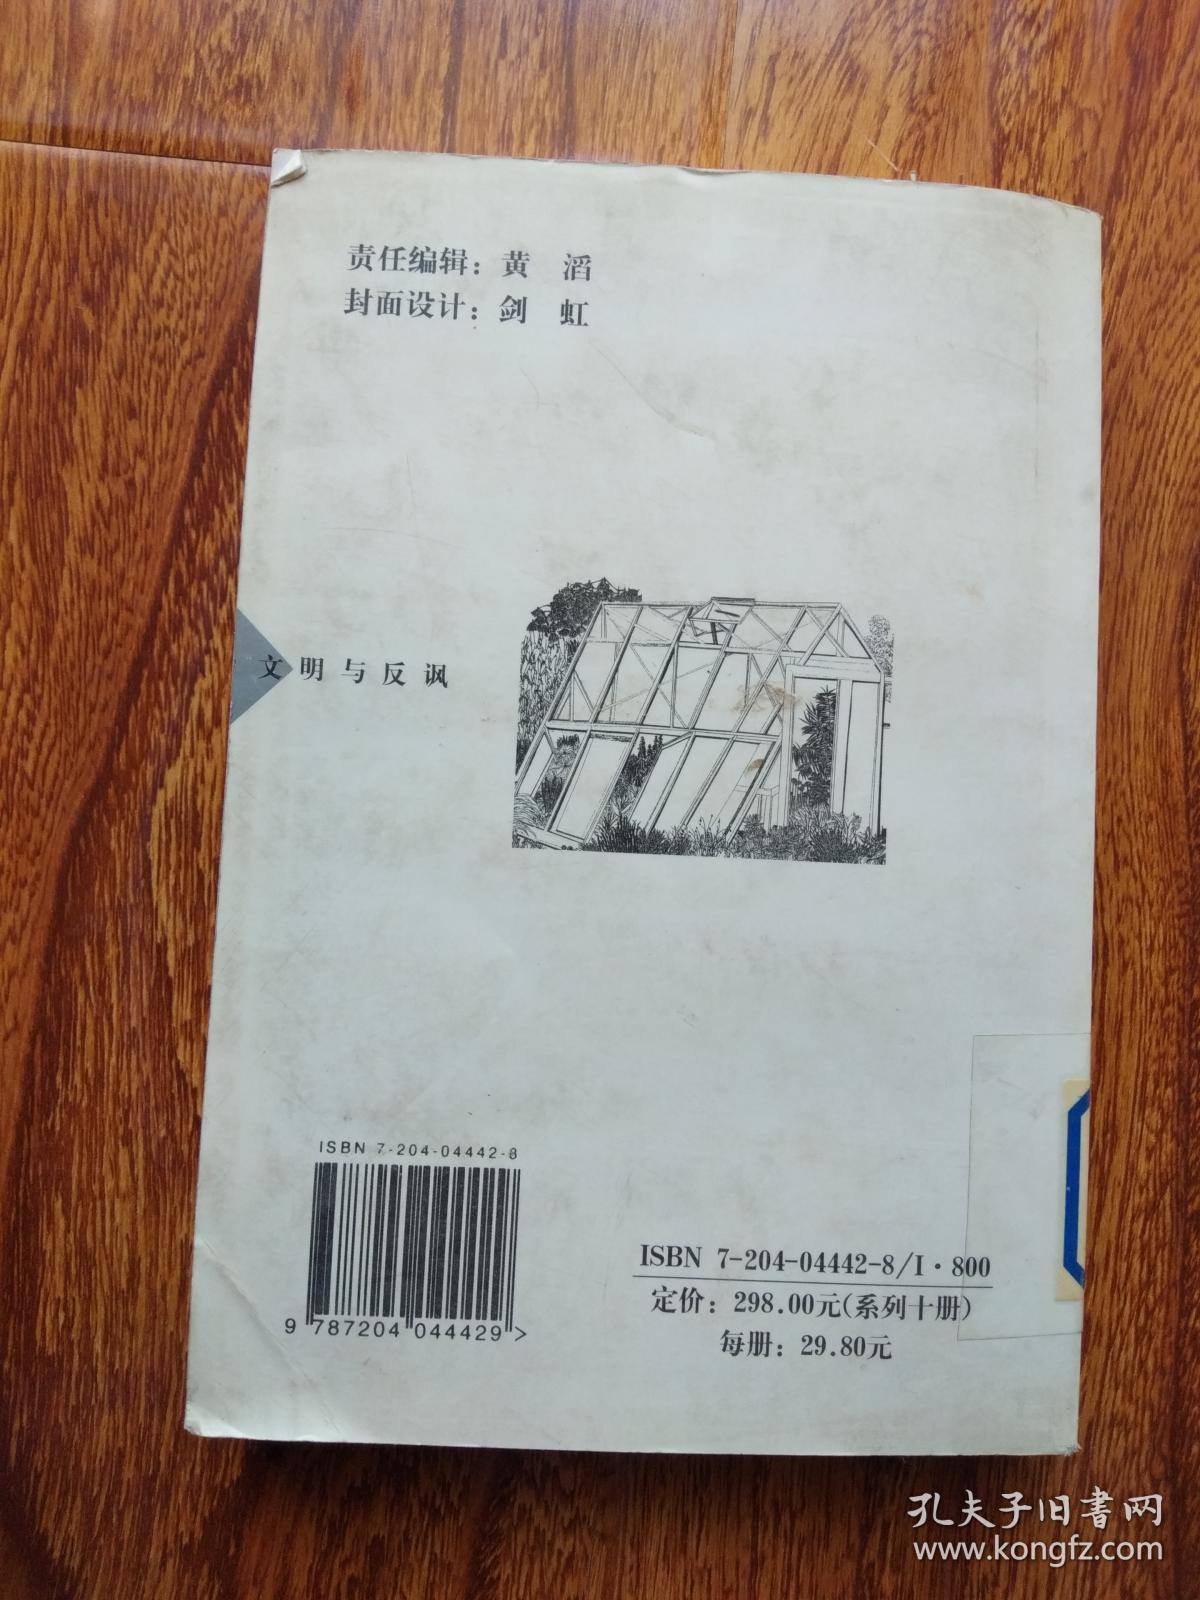 责任编辑：黄 滔
封面设计：剑 虹
文明与反讽
ISBN 7-204-04442-8
9 787204 044429 >
ISBN 7-204-04442-8/I·800
定价：298.00元(系列十册)
每册：29.80元
孔夫子旧书网
www.kongfz.com